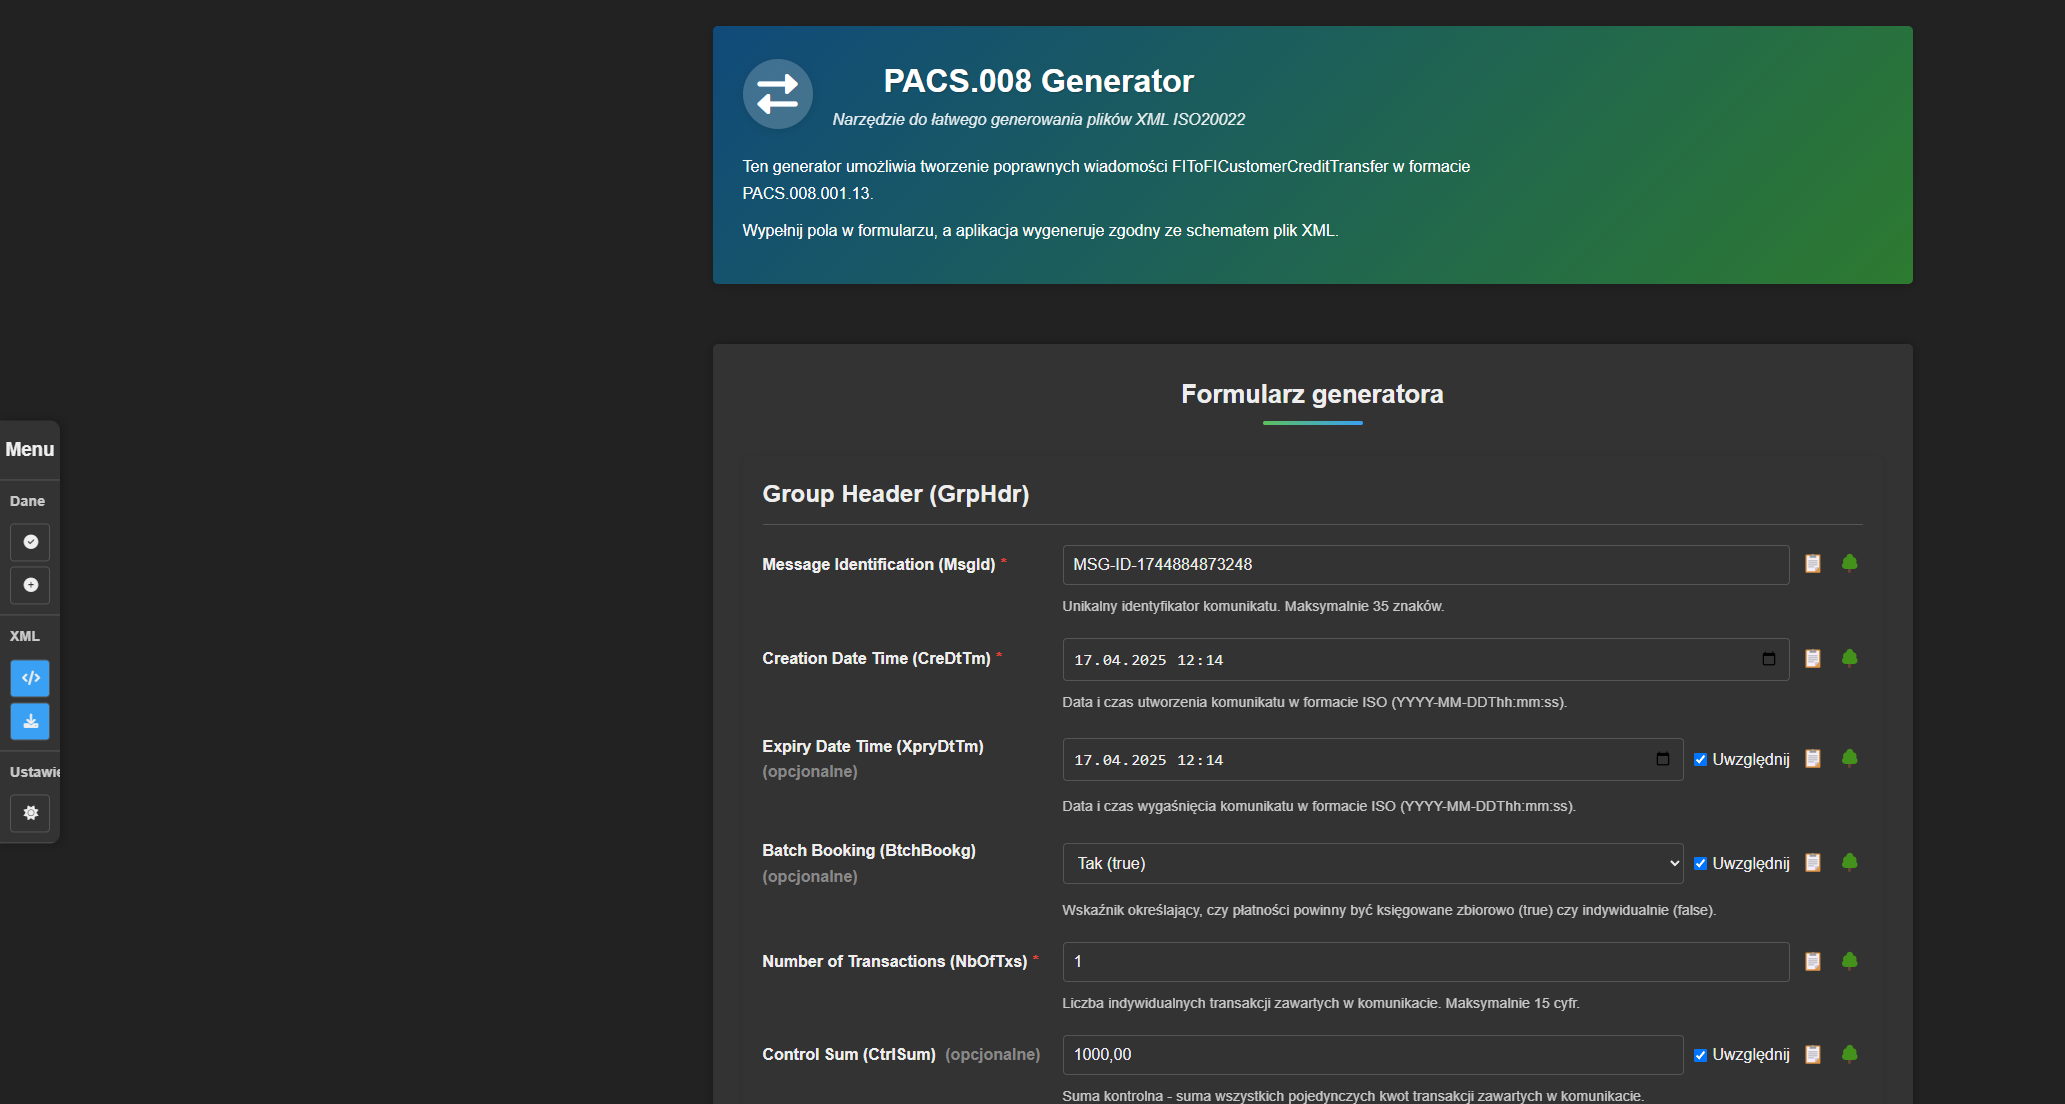 PACS.008 Generator
Narzędzie do łatwego generowania plików XML ISO20022
Ten generator umożliwia tworzenie poprawnych wiadomości FIToFICustomerCreditTransfer w formacie
PACS.008.001.13.
Wypełnij pola w formularzu, a aplikacja wygeneruje zgodny ze schematem plik XML.
Menu
Dane
XML
Ustawie
Formularz generatora
Group Header (GrpHdr)
Message Identification (MsgId) *
MSG-ID-1744884873248
Unikalny identyfikator komunikatu. Maksymalnie 35 znaków.
Creation Date Time (CreDtTm) *
17.04.2025 12:14
Data i czas utworzenia komunikatu w formacie ISO (YYYY-MM-DDThh:mm:ss).
Expiry Date Time (XpryDtTm)
(opcjonalne)
17.04.2025 12:14
Uwzględnij
Data i czas wygaśnięcia komunikatu w formacie ISO (YYYY-MM-DDThh:mm:ss).
Batch Booking (BtchBookg)
(opcjonalne)
Tak (true)
Uwzględnij
Wskaźnik określający, czy płatności powinny być księgowane zbiorowo (true) czy indywidualnie (false).
Number of Transactions (NbOfTxs) *
1
Liczba indywidualnych transakcji zawartych w komunikacie. Maksymalnie 15 cyfr.
Control Sum (CtrlSum) (opcjonalne)
1000,00
Uwzględnij
Suma kontrolna - suma wszystkich pojedynczych kwot transakcji zawartych w komunikacie.